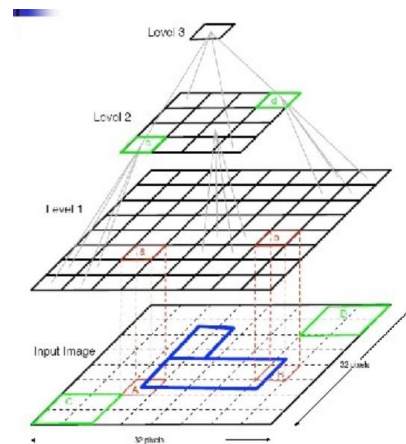 Level 3
d
Level 2
Level 1
a
Input Image
D
A
C
32 pixels
32 pixels